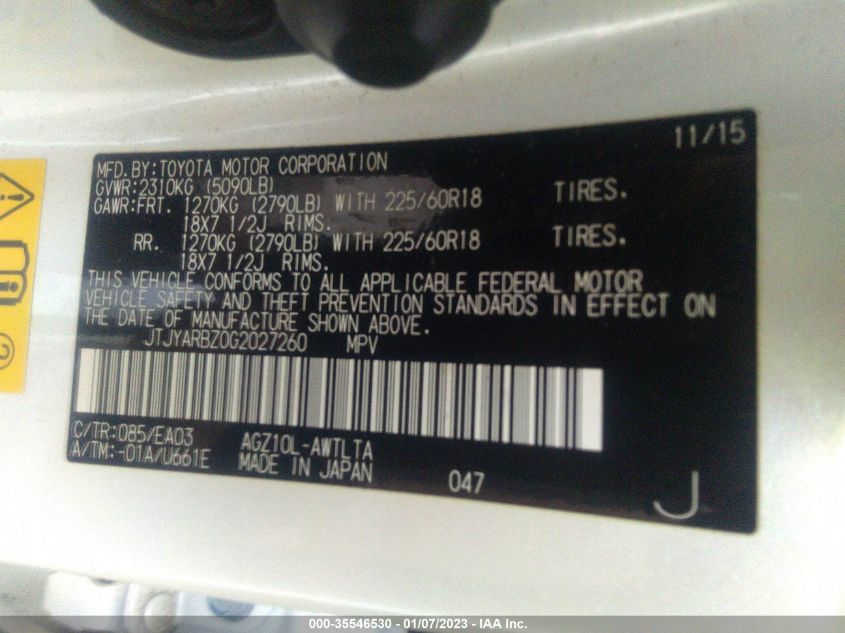 11/15
MFD.BY:TOYOTA MOTOR CORPORATION
GVWR:2310KG (5090LB)
GAWR:FRT. 1270KG (2790LB) WITH 225/60R18 TIRES.
18X7 1/2J RIMS.
RR. 1270KG (2790LB) WITH 225/60R18 TIRES.
18X7 1/2J RIMS.
THIS VEHICLE CONFORMS TO ALL APPLICABLE FEDERAL MOTOR
VEHICLE SAFETY AND THEFT PREVENTION STANDARDS IN EFFECT ON
THE DATE OF MANUFACTURE SHOWN ABOVE.
JTJYARBZ0G2027260 MPV
C/TR:085/EA03 AGZ10L-AWTLTA
A/TM:-01A/U661E MADE IN JAPAN 047
J
000-35546530 - 01/07/2023 - IAA Inc.